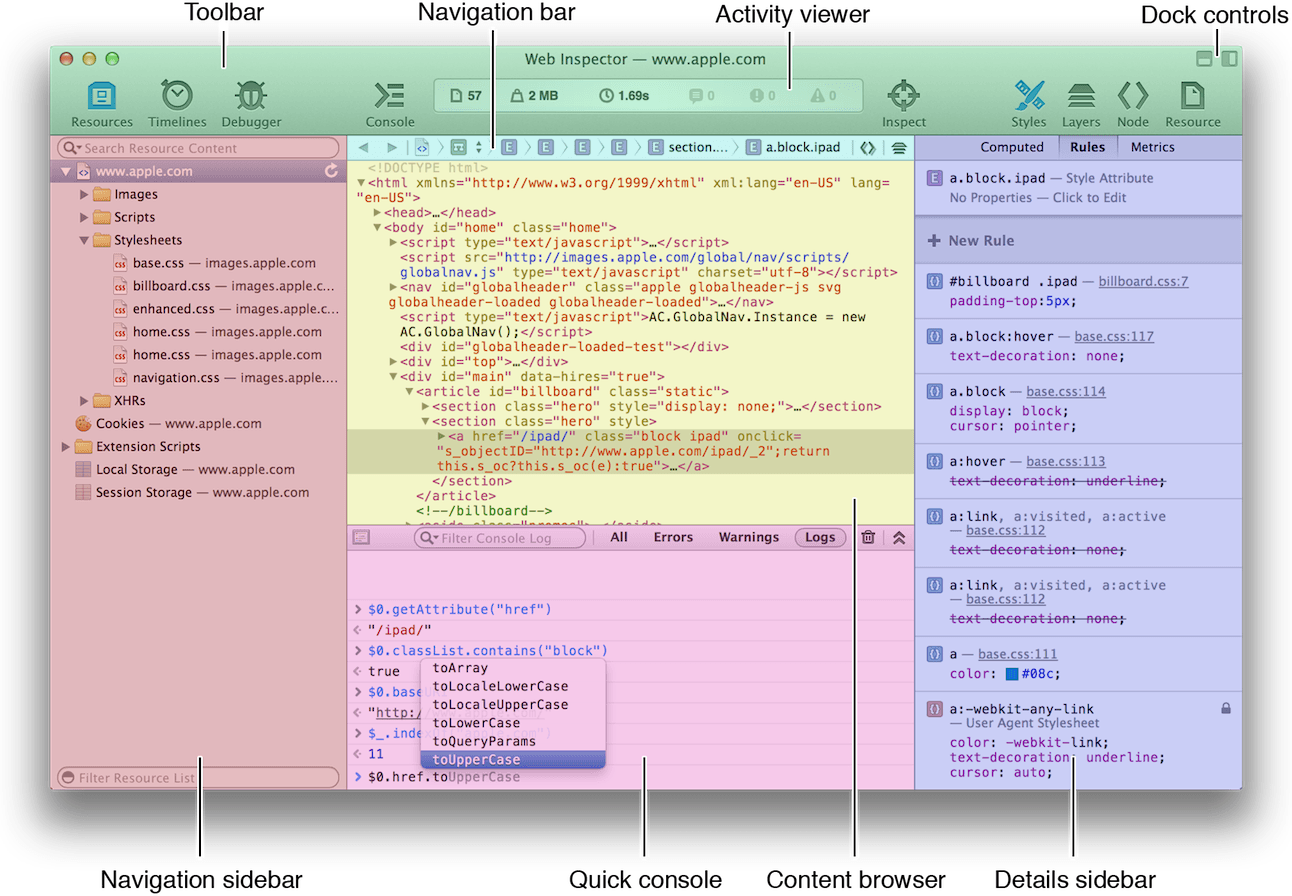 Toolbar
Navigation bar
Activity viewer
Dock controls
Web Inspector — www.apple.com
Resources
Timelines
Debugger
Console
57
2 MB
1.69s
0
0
0
Inspect
Styles
Layers
Node
Resource
Search Resource Content
www.apple.com
Images
Scripts
Stylesheets
base.css — images.apple.com
billboard.css — images.apple.c...
enhanced.css — images.apple.c...
home.css — images.apple.com
home.css — images.apple.com
navigation.css — images.apple....
XHRs
Cookies — www.apple.com
Extension Scripts
Local Storage — www.apple.com
Session Storage — www.apple.com
Filter Resource List
E E E E E section.... E a.block.ipad
<!DOCTYPE html>
<html xmlns="http://www.w3.org/1999/xhtml" xml:lang="en-US" lang=
"en-US">
<head>…</head>
<body id="home" class="home">
<script type="text/javascript">…</script>
<script src="http://images.apple.com/global/nav/scripts/
globalnav.js" type="text/javascript" charset="utf-8"></script>
<nav id="globalheader" class="apple globalheader-js svg
globalheader-loaded globalheader-loaded">…</nav>
<script type="text/javascript">AC.GlobalNav.Instance = new
AC.GlobalNav();</script>
<div id="globalheader-loaded-test"></div>
<div id="top">…</div>
<div id="main" data-hires="true">
<article id="billboard" class="static">
<section class="hero" style="display: none;">…</section>
<section class="hero" style>
<a href="/ipad/" class="block ipad" onclick=
"s_objectID="http://www.apple.com/ipad/_2";return
this.s_oc?this.s_oc(e):true">…</a>
</section>
</article>
<!--/billboard-->
Filter Console Log
All
Errors
Warnings
Logs
$0.getAttribute("href")
"/ipad/"
$0.classList.contains("block")
true
$0.base
"http:/
$_.index
11
$0.href.toUpperCase
toArray
toLocaleLowerCase
toLocaleUpperCase
toLowerCase
toQueryParams
toUpperCase
Computed
Rules
Metrics
E a.block.ipad — Style Attribute
No Properties — Click to Edit
+ New Rule
#billboard .ipad — billboard.css:7
padding-top:5px;
a.block:hover — base.css:117
text-decoration: none;
a.block — base.css:114
display: block;
cursor: pointer;
a:hover — base.css:113
text-decoration: underline;
a:link, a:visited, a:active
— base.css:112
text-decoration: none;
a:link, a:visited, a:active
— base.css:112
text-decoration: none;
a — base.css:111
color: #08c;
a:-webkit-any-link
— User Agent Stylesheet
color: -webkit-link;
text-decoration: underline;
cursor: auto;
Navigation sidebar
Quick console
Content browser
Details sidebar